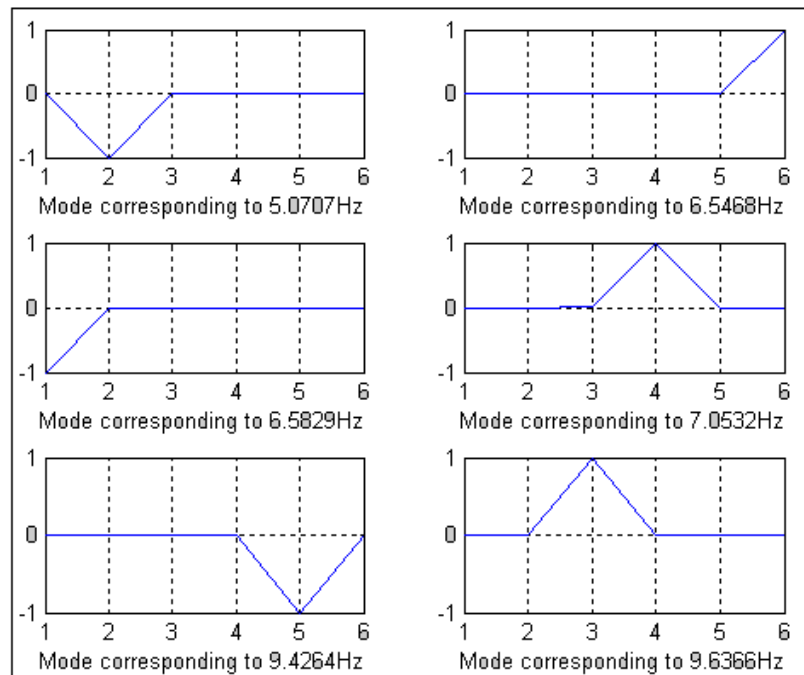 1
0
-1
1 2 3 4 5 6
Mode corresponding to 5.0707Hz
1
0
-1
1 2 3 4 5 6
Mode corresponding to 6.5468Hz
1
0
-1
1 2 3 4 5 6
Mode corresponding to 6.5829Hz
1
0
-1
1 2 3 4 5 6
Mode corresponding to 7.0532Hz
1
0
-1
1 2 3 4 5 6
Mode corresponding to 9.4264Hz
1
0
-1
1 2 3 4 5 6
Mode corresponding to 9.6366Hz